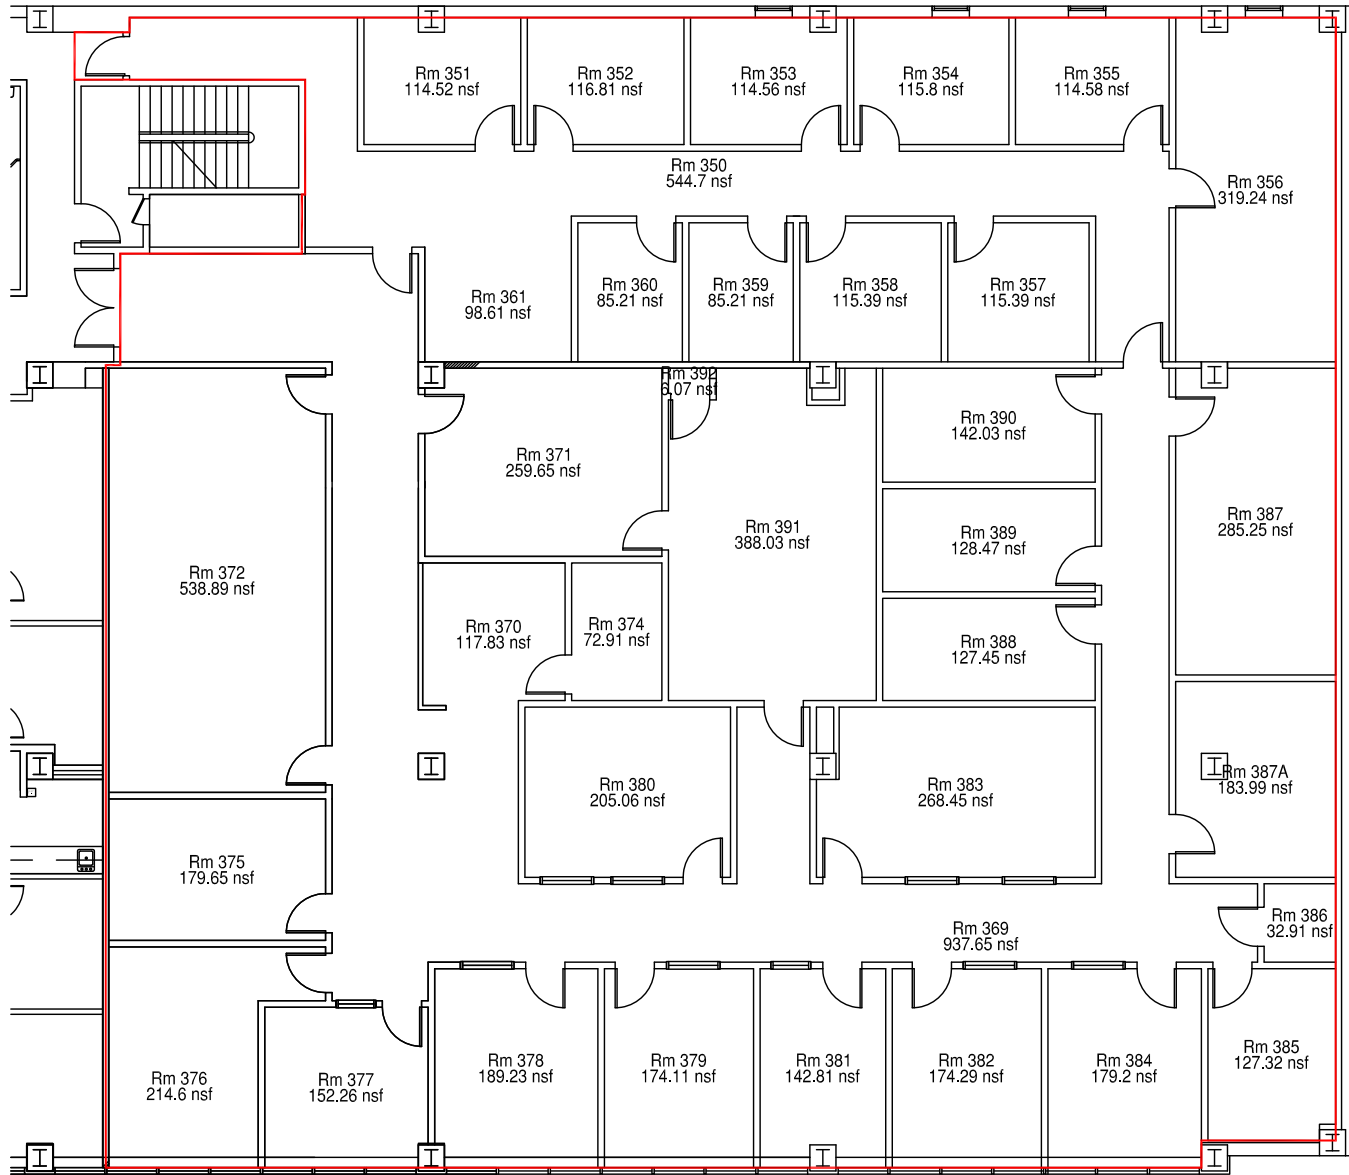 Rm 351
114.52 nsf
Rm 352
116.81 nsf
Rm 353
114.56 nsf
Rm 354
115.8 nsf
Rm 355
114.58 nsf
Rm 350
544.7 nsf
Rm 356
319.24 nsf
Rm 361
98.61 nsf
Rm 360
85.21 nsf
Rm 359
85.21 nsf
Rm 358
115.39 nsf
Rm 357
115.39 nsf
Rm 392
6.07 nsf
Rm 390
142.03 nsf
Rm 371
259.65 nsf
Rm 391
388.03 nsf
Rm 389
128.47 nsf
Rm 387
285.25 nsf
Rm 372
538.89 nsf
Rm 370
117.83 nsf
Rm 374
72.91 nsf
Rm 388
127.45 nsf
Rm 380
205.06 nsf
Rm 383
268.45 nsf
Rm 387A
183.99 nsf
Rm 375
179.65 nsf
Rm 369
937.65 nsf
Rm 386
32.91 nsf
Rm 376
214.6 nsf
Rm 377
152.26 nsf
Rm 378
189.23 nsf
Rm 379
174.11 nsf
Rm 381
142.81 nsf
Rm 382
174.29 nsf
Rm 384
179.2 nsf
Rm 385
127.32 nsf